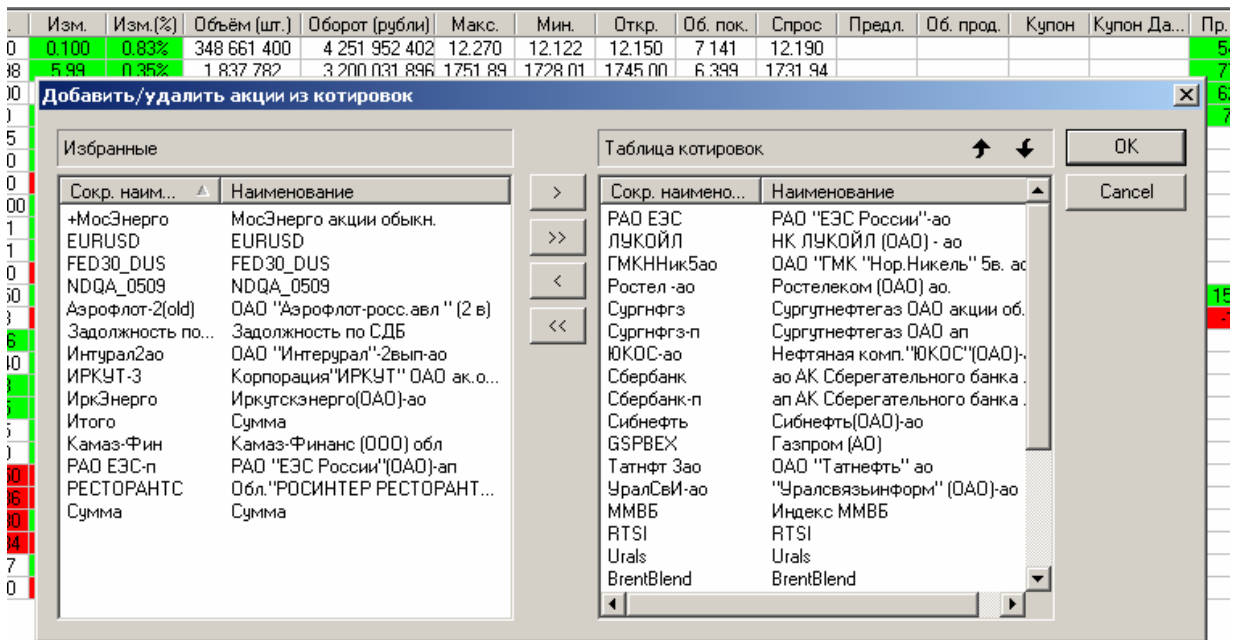 Изм. Изм.(%) Объём (шт.) Оборот (рубли) Макс. Мин. Откр. Об. пок. Спрос Предл. Об. прод. Купон Купон Да... Пр.
0.100 0.83% 348 661 400 4 251 952 402 12.270 12.122 12.150 7 141 12.190
5.99 0.35% 1 837 782 3 200 031 896 1751.89 1728.01 1745.00 6 399 1731.94
Добавить/удалить акции из котировок
Избранные Таблица котировок OK
Сокр. наим... Наименование > Сокр. наимено... Наименование Cancel
+МосЭнерго МосЭнерго акции обыкн. РАО ЕЭС РАО "ЕЭС России"-ао
EURUSD EURUSD >> ЛУКОЙЛ НК ЛУКОЙЛ (ОАО) - ао
FED30_DUS FED30_DUS ГМКННик5ао ОАО "ГМК "Нор.Никель" 5в. ао
NDQA_0509 NDQA_0509 < Ростел -ао Ростелеком (ОАО) ао.
Аэрофлот-2(old) ОАО "Аэрофлот-росс.авл " (2 в) Сургнфгз Сургутнефтегаз ОАО акции об.
Задолжность по... Задолжность по СДБ << Сургнфгз-п Сургутнефтегаз ОАО ап
Интурал2ао ОАО "Интерурал"-2вып-ао ЮКОС-ао Нефтяная комп."ЮКОС"(ОАО)-
ИРКУТ-3 Корпорация"ИРКУТ" ОАО ак.о... Сбербанк ао АК Сберегательного банка .
ИркЭнерго Иркутскэнерго(ОАО)-ао Сбербанк-п ап АК Сберегательного банка .
Итого Сумма Сибнефть Сибнефть(ОАО)-ао
Камаз-Фин Камаз-Финанс (ООО) обл GSPBEX Газпром (АО)
РАО ЕЭС-п РАО "ЕЭС России"(ОАО)-ап Татнфт 3ао ОАО "Татнефть" ао
РЕСТОРАНТС Обл."РОСИНТЕР РЕСТОРАНТ... УралСвИ-ао "Уралсвязьинформ" (ОАО)-ао
Сумма Сумма ММВБ Индекс ММВБ
RTSI RTSI
Urals Urals
BrentBlend BrentBlend